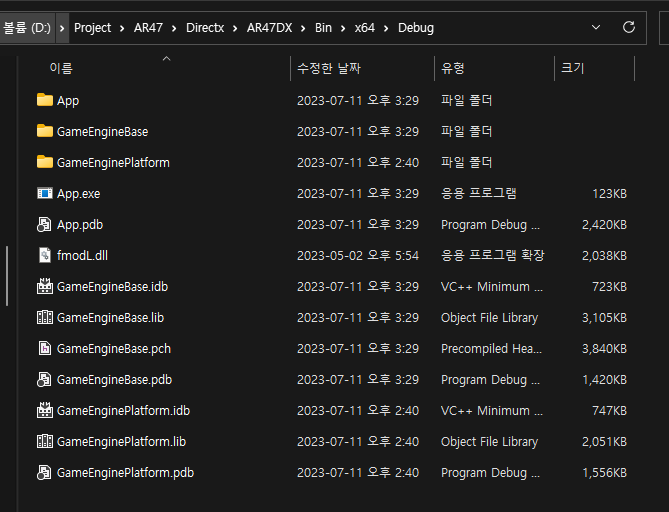 볼륨 (D:) > Project > AR47 > Directx > AR47DX > Bin > x64 > Debug
이름 수정한 날짜 유형 크기
App 2023-07-11 오후 3:29 파일 폴더
GameEngineBase 2023-07-11 오후 3:29 파일 폴더
GameEnginePlatform 2023-07-11 오후 2:40 파일 폴더
App.exe 2023-07-11 오후 3:29 응용 프로그램 123KB
App.pdb 2023-07-11 오후 3:29 Program Debug ... 2,420KB
fmodL.dll 2023-05-02 오후 5:54 응용 프로그램 확장 2,038KB
GameEngineBase.idb 2023-07-11 오후 3:29 VC++ Minimum ... 723KB
GameEngineBase.lib 2023-07-11 오후 3:29 Object File Library 3,105KB
GameEngineBase.pch 2023-07-11 오후 3:29 Precompiled Hea... 3,840KB
GameEngineBase.pdb 2023-07-11 오후 3:29 Program Debug ... 1,420KB
GameEnginePlatform.idb 2023-07-11 오후 2:40 VC++ Minimum ... 747KB
GameEnginePlatform.lib 2023-07-11 오후 2:40 Object File Library 2,051KB
GameEnginePlatform.pdb 2023-07-11 오후 2:40 Program Debug ... 1,556KB